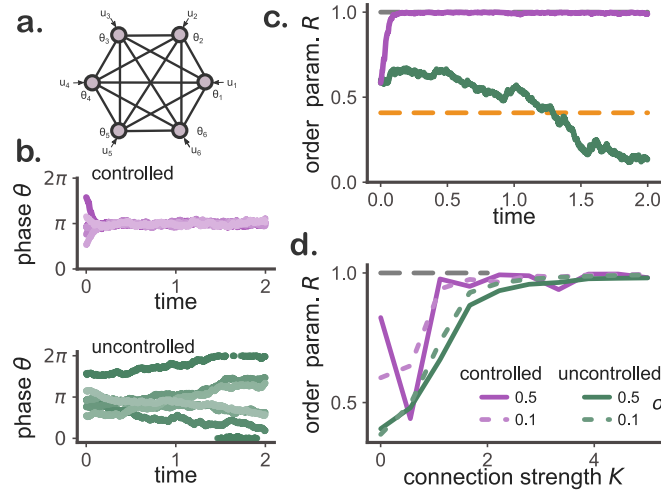 a.
u₃
u₂
θ₃
θ₂
u₄
θ₄
θ₁
u₁
θ₅
θ₆
u₅
u₆
b.
2π
controlled
phase θ
π
0
0
1
2
time
2π
uncontrolled
phase θ
π
0
0
1
2
time
c.
1.0
order param. R
0.5
0.0
0.0
0.5
1.0
1.5
2.0
time
d.
1.0
order param. R
0.5
controlled
uncontrolled
0.5
0.5
0.1
0.1
0
2
4
connection strength K